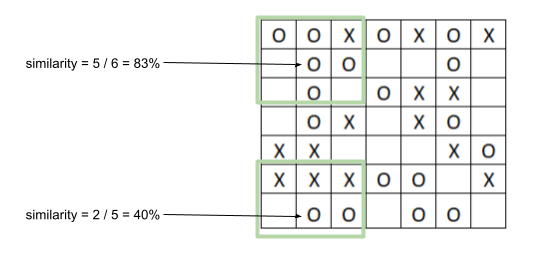 O O X O X O X
similarity = 5 / 6 = 83%
O O O
O O X X
O X X O
X X X O
X X X O O X
similarity = 2 / 5 = 40%
O O O O